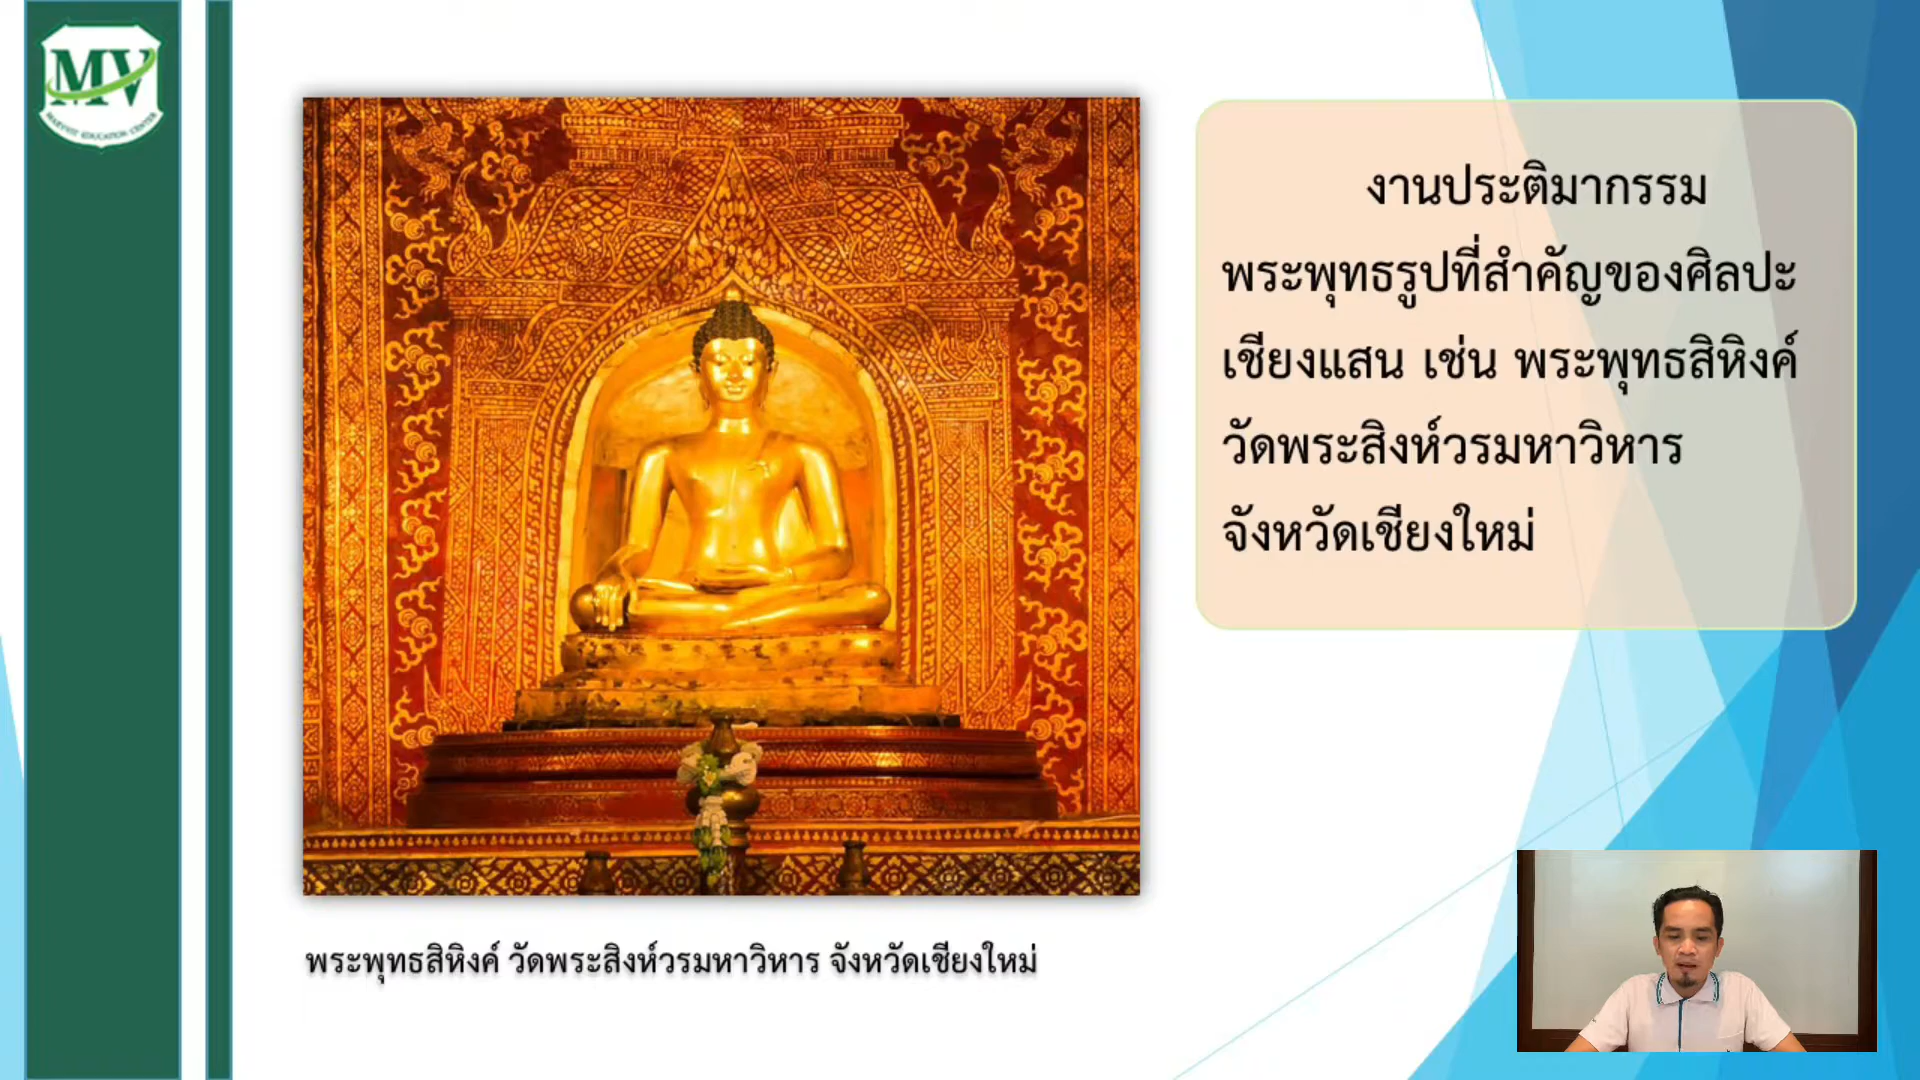 MV
MARYVIT EDUCATION CENTER
งานประติมากรรม
พระพุทธรูปที่สำคัญของศิลปะ
เชียงแสน เช่น พระพุทธสิหิงค์
วัดพระสิงห์วรมหาวิหาร
จังหวัดเชียงใหม่
พระพุทธสิหิงค์ วัดพระสิงห์วรมหาวิหาร จังหวัดเชียงใหม่